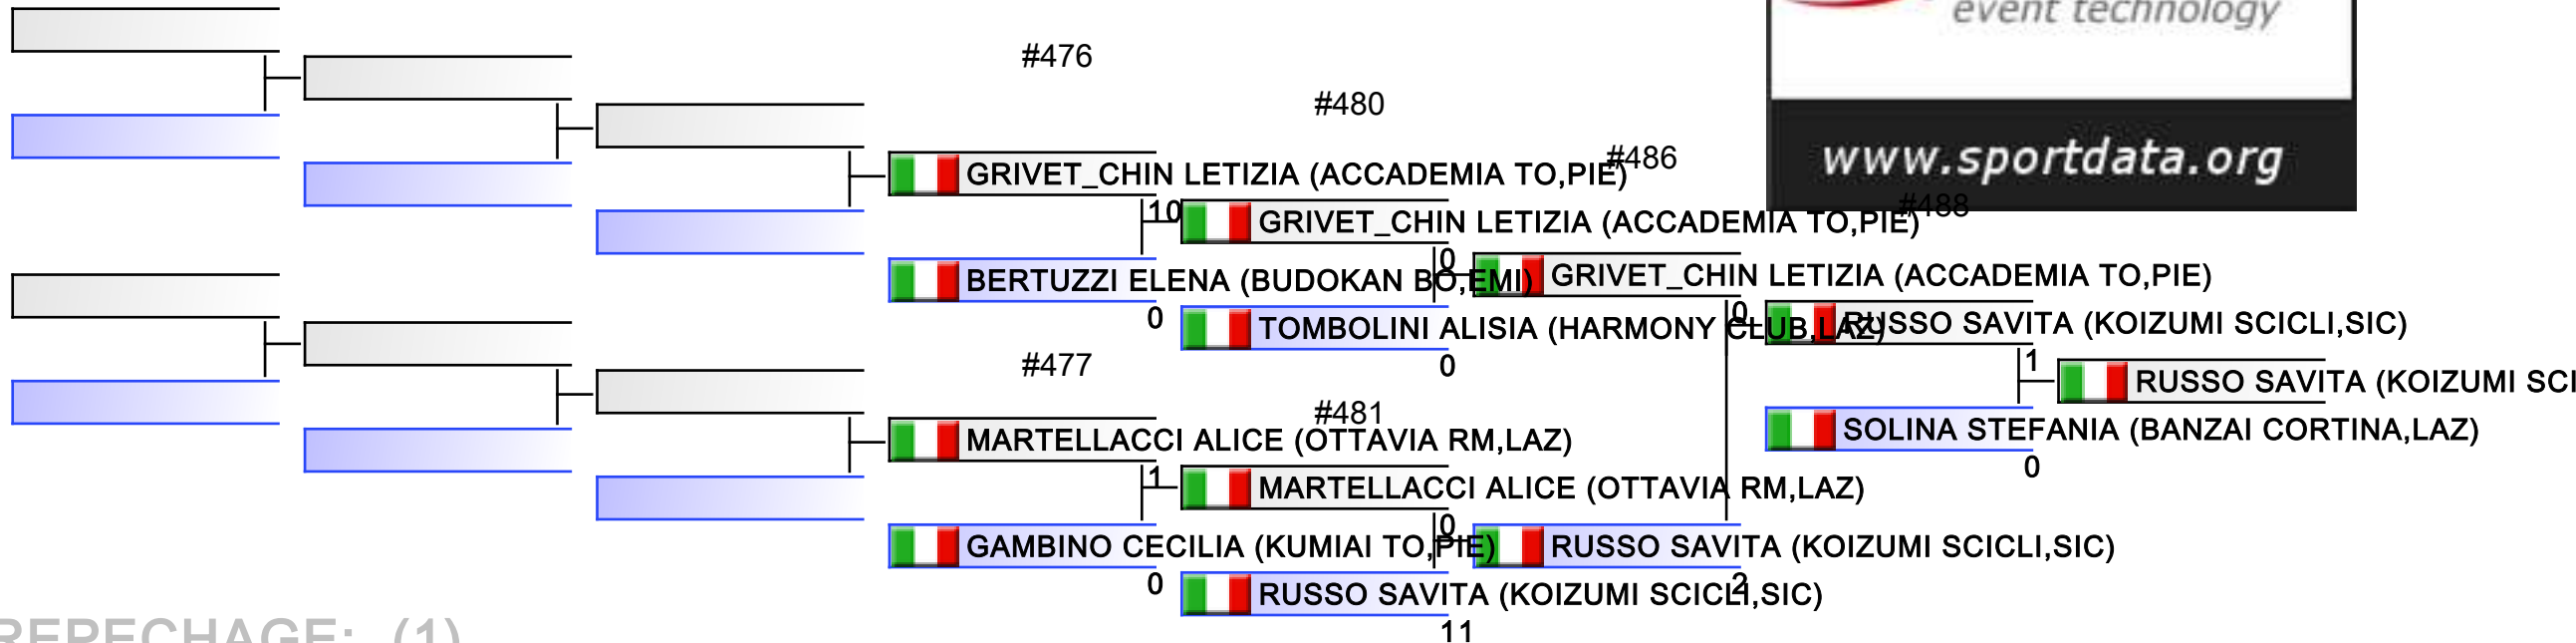 event technology
#476
#480
#486
www.sportdata.org
GRIVET_CHIN LETIZIA (ACCADEMIA TO,PIE)
#488
10
GRIVET_CHIN LETIZIA (ACCADEMIA TO,PIE)
0
BERTUZZI ELENA (BUDOKAN BO,EMI)
GRIVET_CHIN LETIZIA (ACCADEMIA TO,PIE)
0
0
TOMBOLINI ALISIA (HARMONY CLUB,LAZ)
RUSSO SAVITA (KOIZUMI SCICLI,SIC)
0
1
#477
RUSSO SAVITA (KOIZUMI SCI
#481
MARTELLACCI ALICE (OTTAVIA RM,LAZ)
SOLINA STEFANIA (BANZAI CORTINA,LAZ)
0
1
MARTELLACCI ALICE (OTTAVIA RM,LAZ)
0
GAMBINO CECILIA (KUMIAI TO,PIE)
RUSSO SAVITA (KOIZUMI SCICLI,SIC)
0
2
RUSSO SAVITA (KOIZUMI SCICLI,SIC)
11
REPECHAGE: (1)